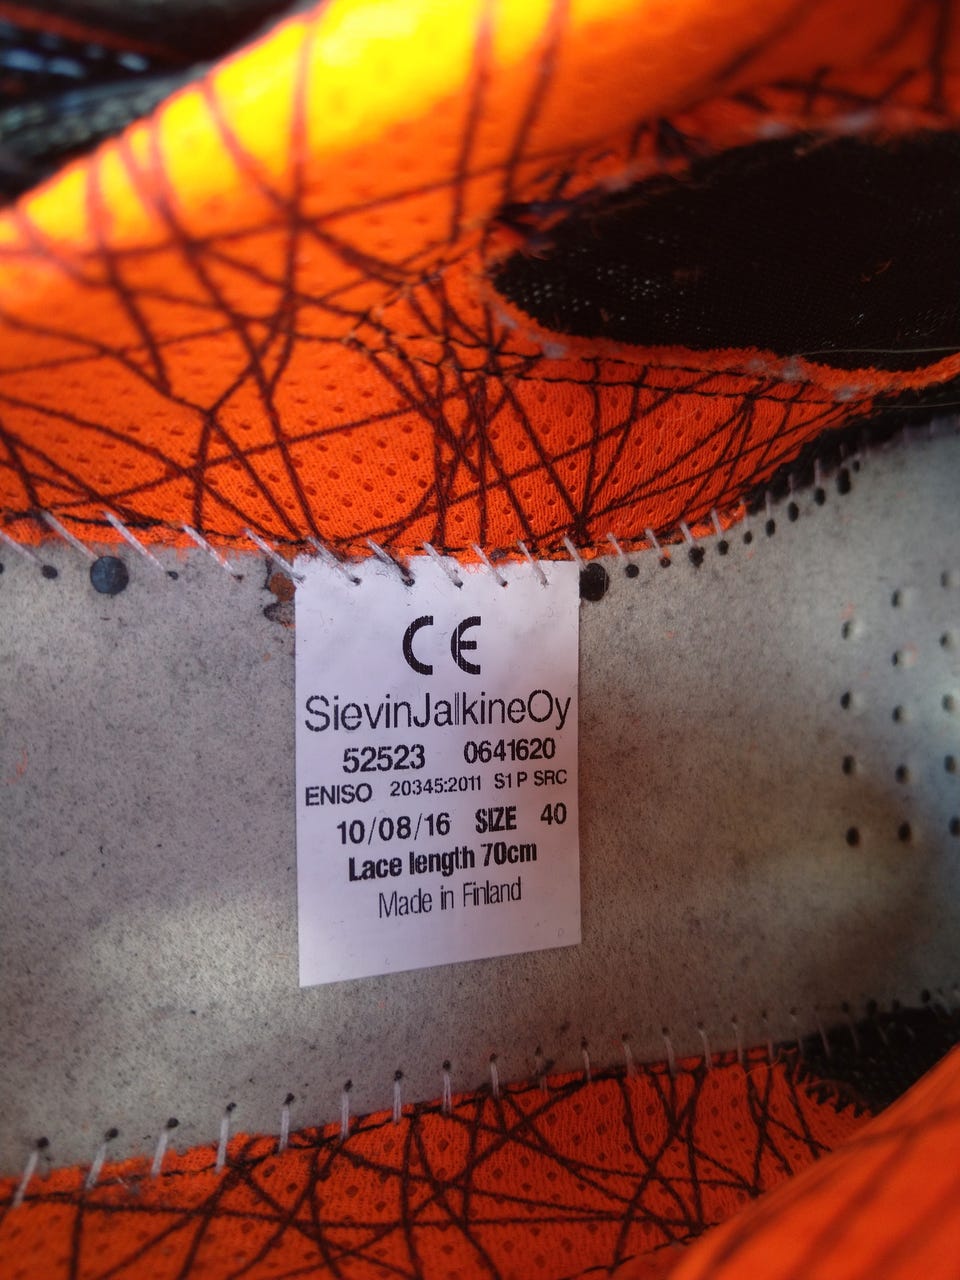 CE
SievinJalkineOy
52523 0641620
ENISO 20345:2011 S1 P SRC
10/08/16 SIZE 40
Lace length 70cm
Made in Finland